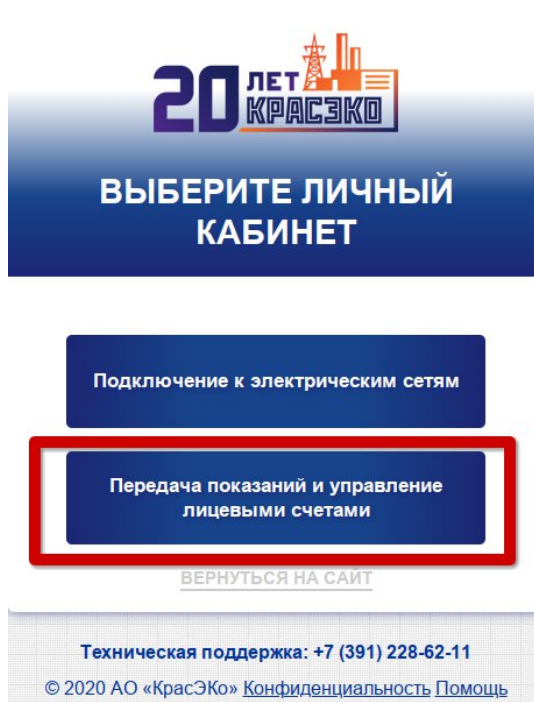 20 ЛЕТ
КРАСЭКО
ВЫБЕРИТЕ ЛИЧНЫЙ
КАБИНЕТ
Подключение к электрическим сетям
Передача показаний и управление
лицевыми счетами
ВЕРНУТЬСЯ НА САЙТ
Техническая поддержка: +7 (391) 228-62-11
© 2020 АО «КрасЭКо» Конфиденциальность Помощь